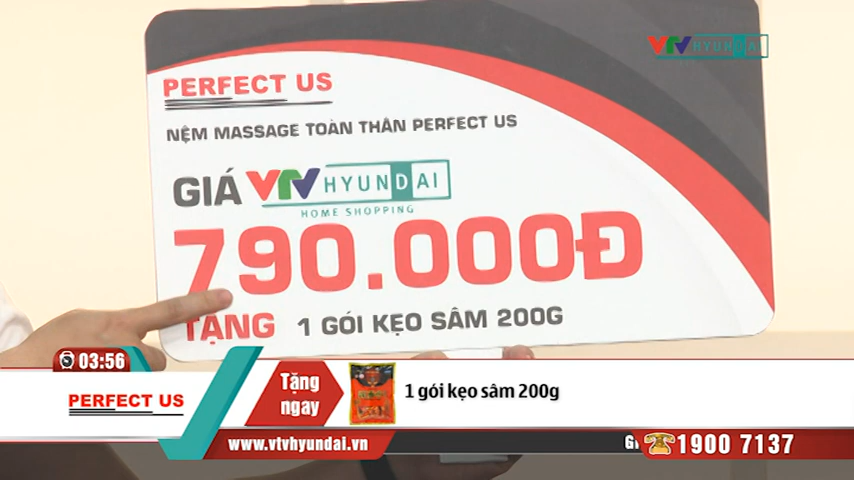 VTV HYUNDAI
PERFECT US
NỆM MASSAGE TOÀN THÂN PERFECT US
GIÁ VTV HYUNDAI
HOME SHOPPING
790.000Đ
TẶNG 1 GÓI KẸO SÂM 200G
03:56
PERFECT US
Tặng
ngay
1 gói kẹo sâm 200g
www.vtvhyundai.vn
1900 7137